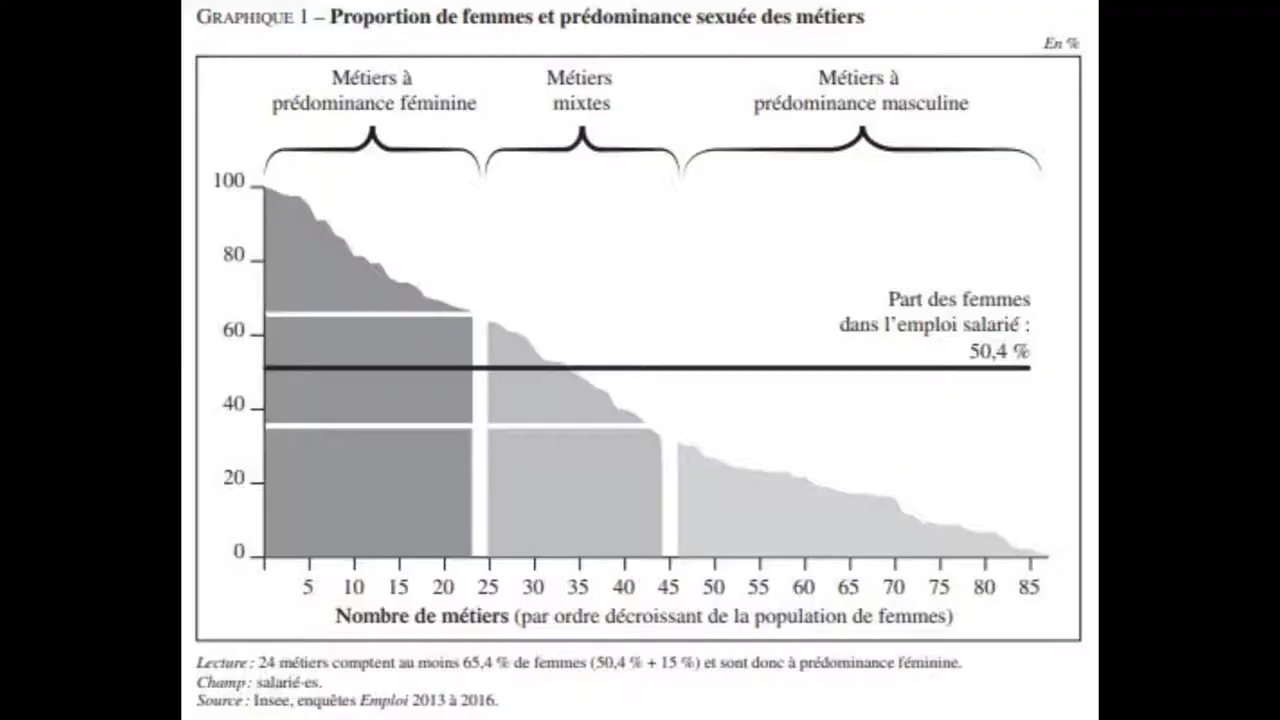 GRAPHIQUE 1 – Proportion de femmes et prédominance sexuée des métiers
En %
Métiers à
prédominance féminine
Métiers
mixtes
Métiers à
prédominance masculine
100
80
60
40
20
0
Part des femmes
dans l'emploi salarié :
50,4 %
5 10 15 20 25 30 35 40 45 50 55 60 65 70 75 80 85
Nombre de métiers (par ordre décroissant de la population de femmes)
Lecture : 24 métiers comptent au moins 65,4 % de femmes (50,4 % + 15 %) et sont donc à prédominance féminine.
Champ : salarié·es.
Source : Insee, enquêtes Emploi 2013 à 2016.